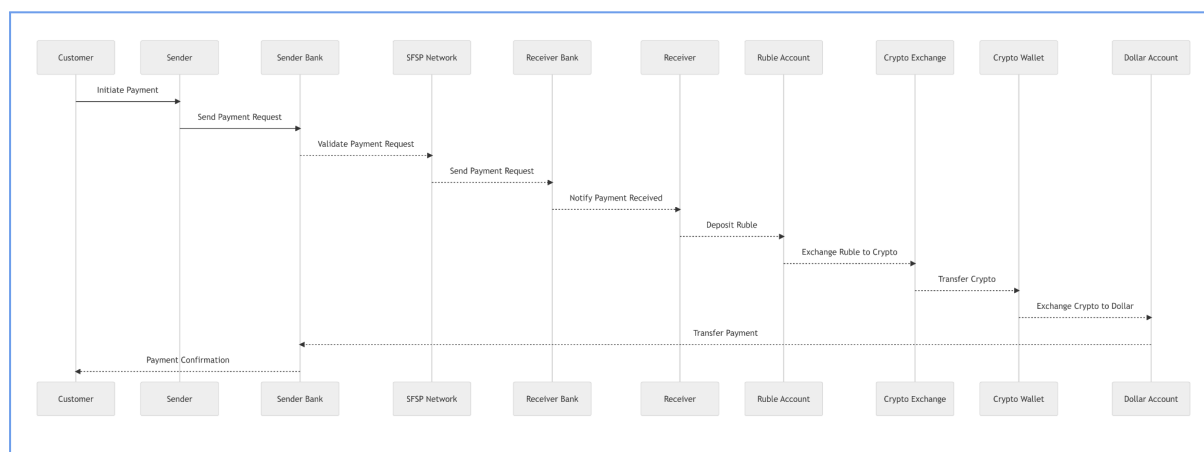 Customer
Sender
Sender Bank
SFSP Network
Receiver Bank
Receiver
Ruble Account
Crypto Exchange
Crypto Wallet
Dollar Account
Initiate Payment
Send Payment Request
Validate Payment Request
Send Payment Request
Notify Payment Received
Deposit Ruble
Exchange Ruble to Crypto
Transfer Crypto
Exchange Crypto to Dollar
Transfer Payment
Payment Confirmation
Customer
Sender
Sender Bank
SFSP Network
Receiver Bank
Receiver
Ruble Account
Crypto Exchange
Crypto Wallet
Dollar Account